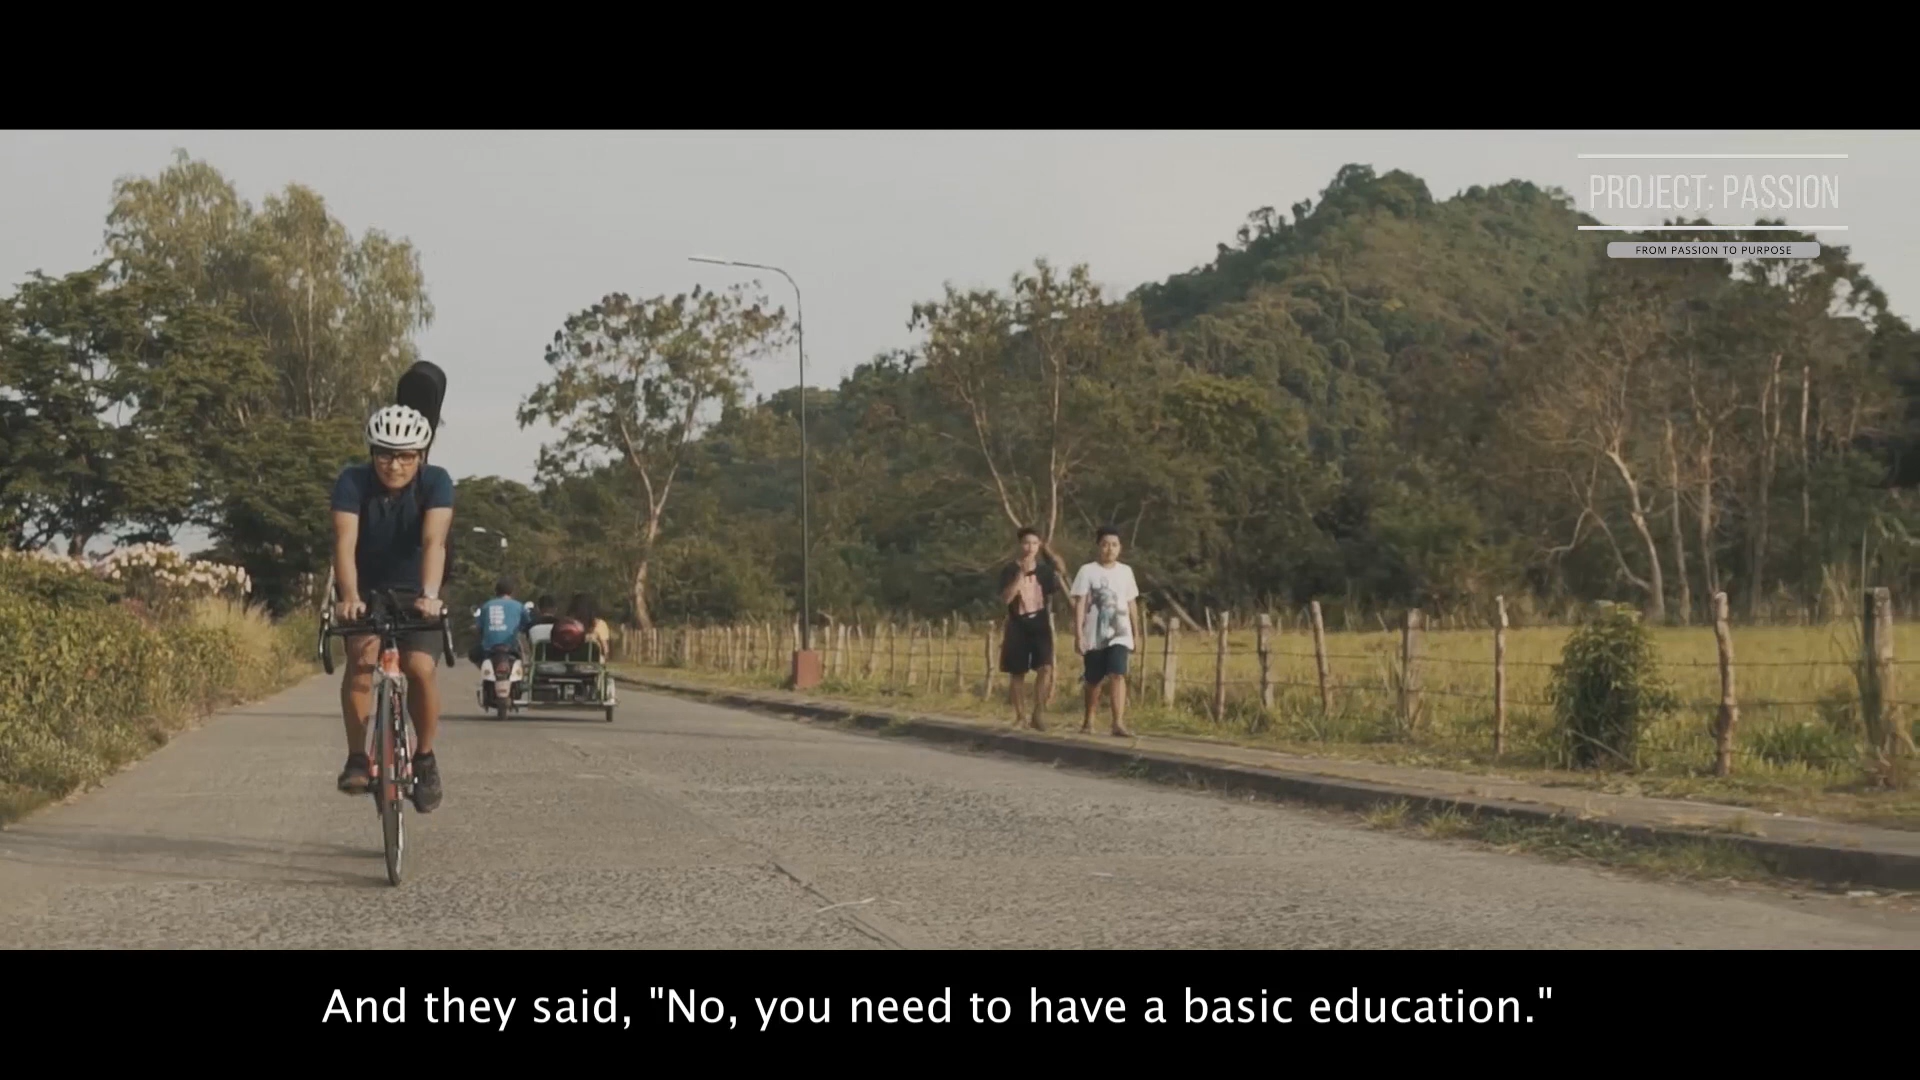 PROJECT: PASSION
FROM PASSION TO PURPOSE
And they said, "No, you need to have a basic education."